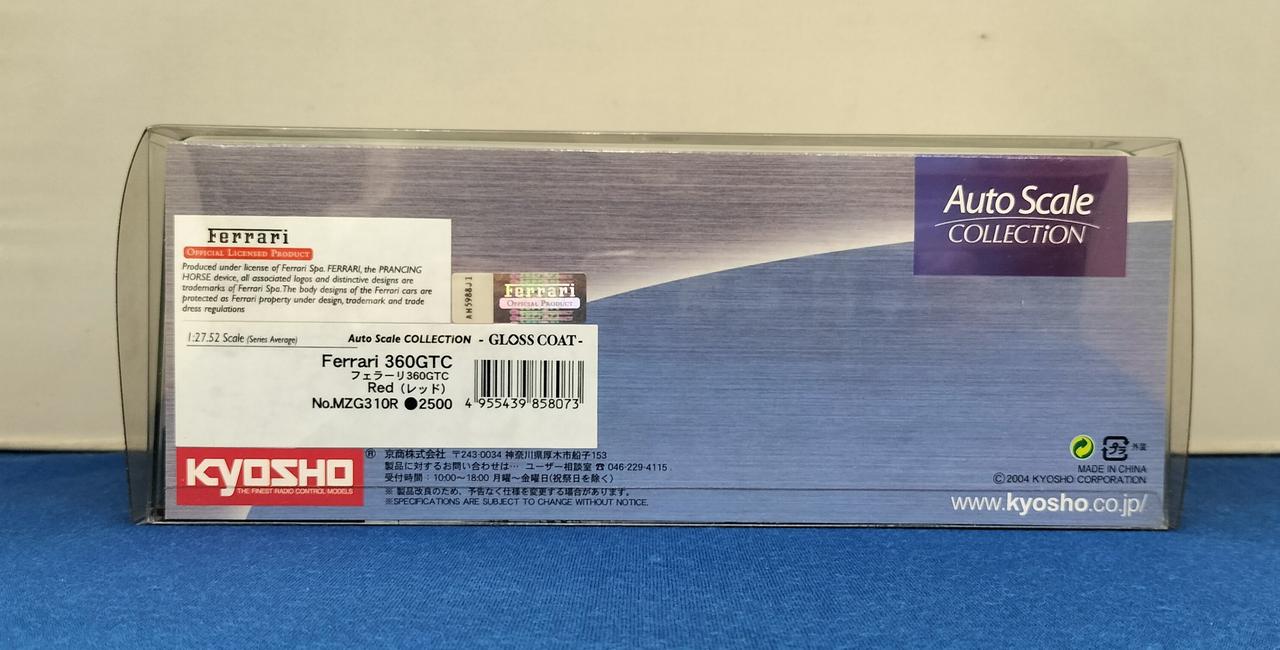 Auto Scale
COLLECTiON
Ferrari
OFFICIAL LICENSED PRODUCT
Produced under license of Ferrari Spa. FERRARI, the PRANCING
HORSE device, all associated logos and distinctive designs are
trademarks of Ferrari Spa. The body designs of the Ferrari cars are
protected as Ferrari property under design, trademark and trade
dress regulations
AH5988J1
Ferrari
OFFICIAL PRODUCT
1:27.52 Scale (Series Average)
Auto Scale COLLECTiON - GLOSS COAT-
Ferrari 360GTC
フェラーリ360GTC
Red (レッド)
No.MZG310R ●2500
4 955439 858073
KYOSHO ®
THE FINEST RADIO CONTROL MODELS
京商株式会社 〒243-0034 神奈川県厚木市船子153
製品に対するお問い合わせは… ユーザー相談室 ☎ 046-229-4115
受付時間:10:00〜18:00 月曜〜金曜日(祝祭日を除く)
※ 製品改良のため、予告なく仕様を変更する場合があります。
※SPECIFICATIONS ARE SUBJECT TO CHANGE WITHOUT NOTICE.
プラ 外装
MADE IN CHINA
©2004 KYOSHO CORPORATION
www.kyosho.co.jp/